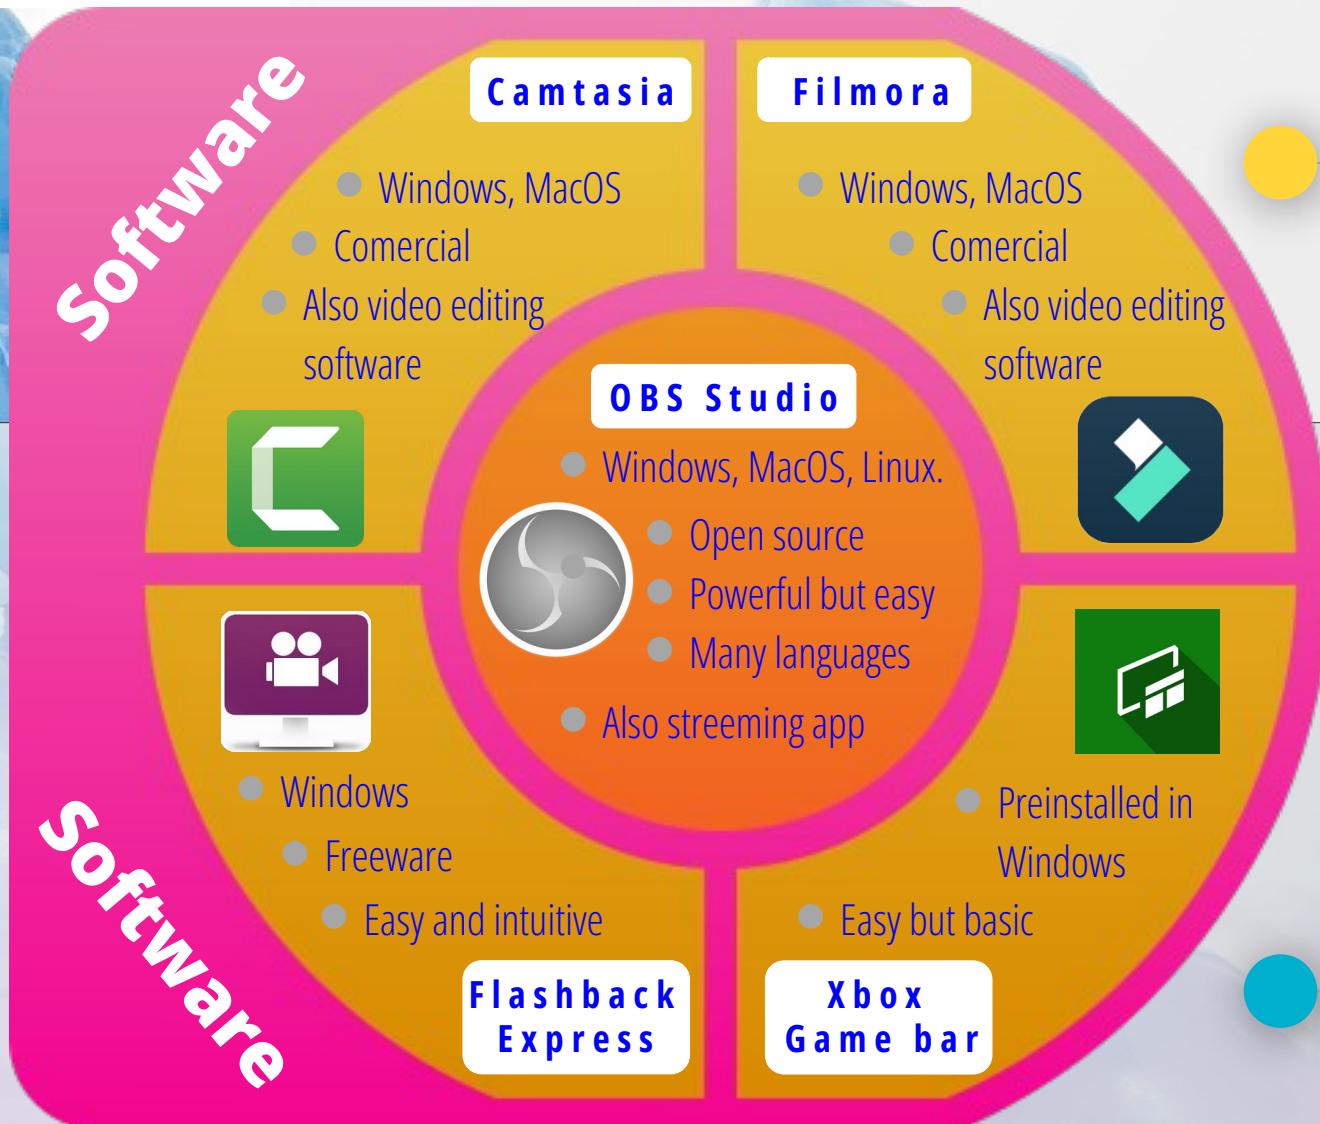 Software
Camtasia
Windows, MacOS
Comercial
Also video editing
software
Filmora
Windows, MacOS
Comercial
Also video editing
software
OBS Studio
Windows, MacOS, Linux.
Open source
Powerful but easy
Many languages
Also streeming app
Software
Windows
Freeware
Easy and intuitive
Flashback
Express
Preinstalled in
Windows
Easy but basic
Xbox
Game bar